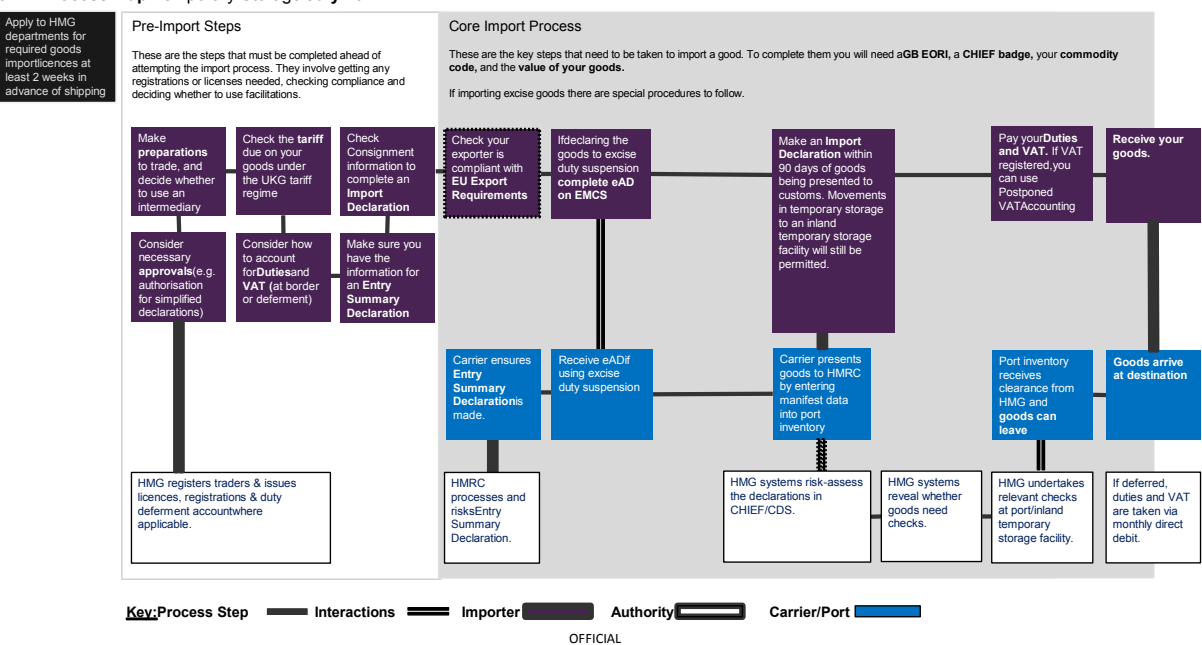 Apply to HMG
departments for
required goods
importlicences at
least 2 weeks in
advance of shipping
Pre-Import Steps
These are the steps that must be completed ahead of
attempting the import process. They involve getting any
registrations or licenses needed, checking compliance and
deciding whether to use facilitations.
Core Import Process
These are the key steps that need to be taken to import a good. To complete them you will need aGB EORI, a CHIEF badge, your commodity
code, and the value of your goods.
If importing excise goods there are special procedures to follow.
Make
preparations
to trade, and
decide whether
to use an
intermediary
Check the tariff
due on your
goods under
the UKG tariff
regime
Check
Consignment
information to
complete an
Import
Declaration
Check your
exporter is
compliant with
EU Export
Requirements
Ifdeclaring the
goods to excise
duty suspension
complete eAD
on EMCS
Make an Import
Declaration within
90 days of goods
being presented to
customs. Movements
in temporary storage
to an inland
temporary storage
facility will still be
permitted.
Pay yourDuties
and VAT. If VAT
registered,you
can use
Postponed
VATAccounting
Receive your
goods.
Consider
necessary
approvals(e.g.
authorisation
for simplified
declarations)
Consider how
to account
forDutiesand
VAT (at border
or deferment)
Make sure you
have the
information for
an Entry
Summary
Declaration
Carrier ensures
Entry
Summary
Declarationis
made.
Receive eADif
using excise
duty suspension
Carrier presents
goods to HMRC
by entering
manifest data
into port
inventory
Port inventory
receives
clearance from
HMG and
goods can
leave
Goods arrive
at destination
HMG registers traders & issues
licences, registrations & duty
deferment accountwhere
applicable.
HMRC
processes and
risksEntry
Summary
Declaration.
HMG systems risk-assess
the declarations in
CHIEF/CDS.
HMG systems
reveal whether
goods need
checks.
HMG undertakes
relevant checks
at port/inland
temporary
storage facility.
If deferred,
duties and VAT
are taken via
monthly direct
debit.
Key:Process Step Interactions Importer Authority Carrier/Port
OFFICIAL